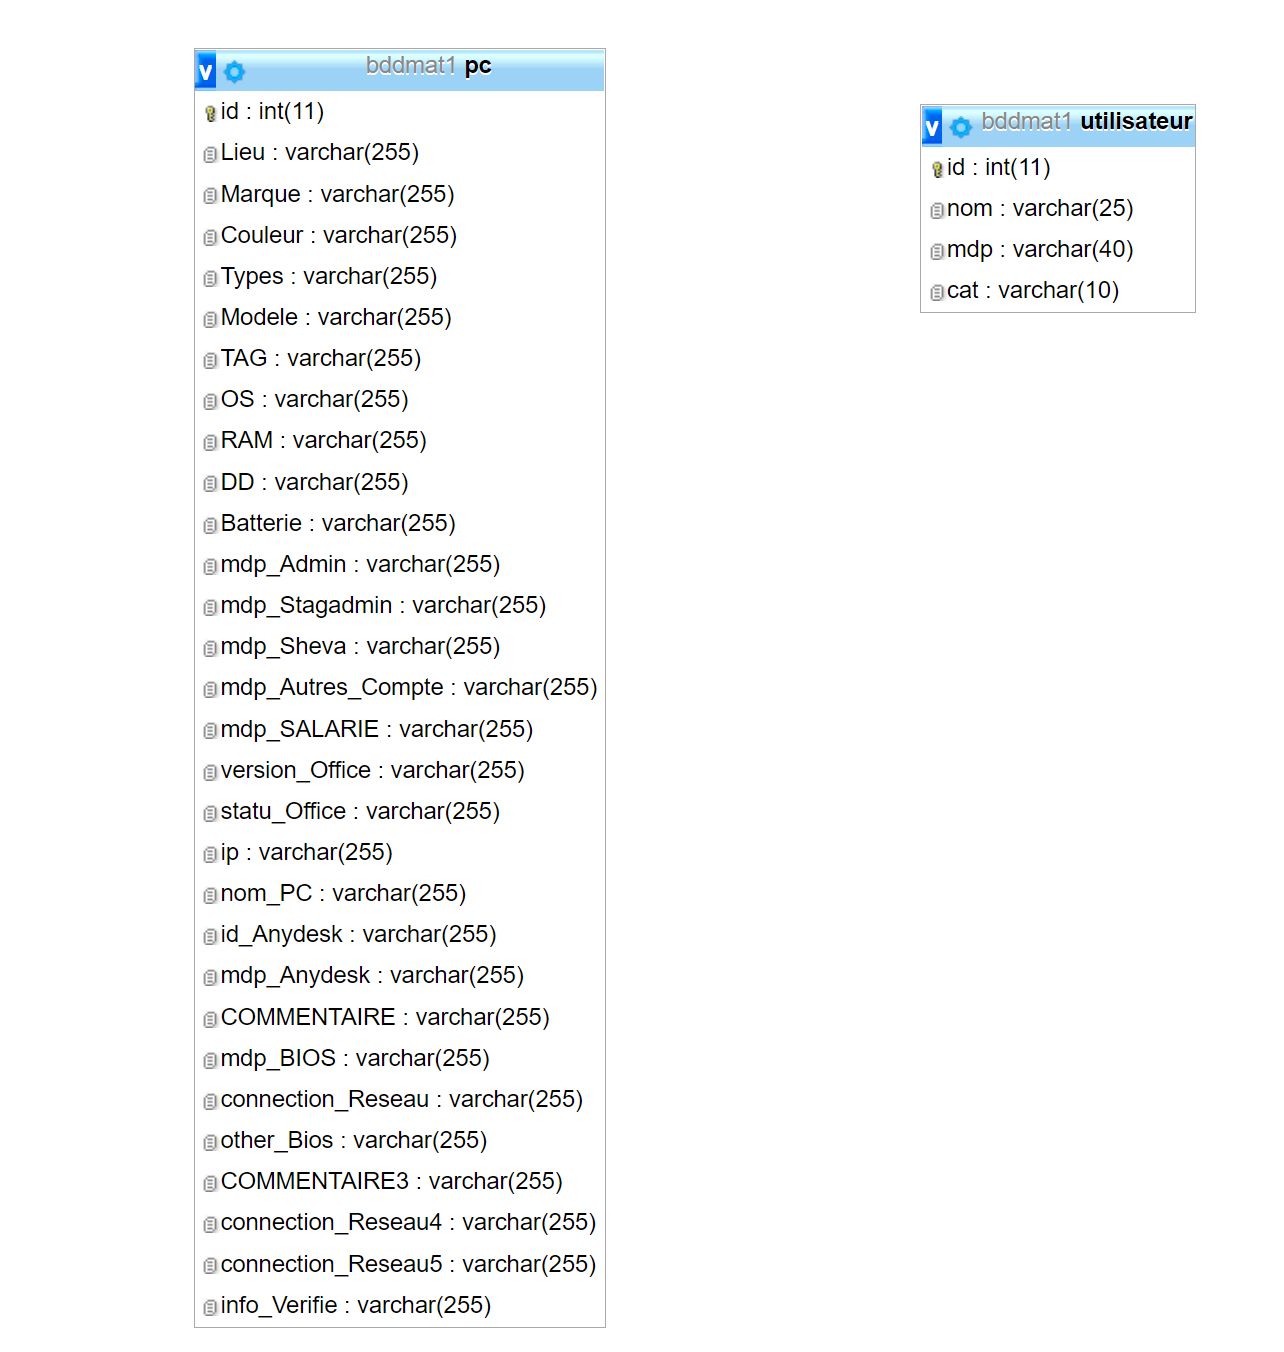 v bddmat1 pc
id : int(11)
Lieu : varchar(255)
Marque : varchar(255)
Couleur : varchar(255)
Types : varchar(255)
Modele : varchar(255)
TAG : varchar(255)
OS : varchar(255)
RAM : varchar(255)
DD : varchar(255)
Batterie : varchar(255)
mdp_Admin : varchar(255)
mdp_Stagadmin : varchar(255)
mdp_Sheva : varchar(255)
mdp_Autres_Compte : varchar(255)
mdp_SALARIE : varchar(255)
version_Office : varchar(255)
statu_Office : varchar(255)
ip : varchar(255)
nom_PC : varchar(255)
id_Anydesk : varchar(255)
mdp_Anydesk : varchar(255)
COMMENTAIRE : varchar(255)
mdp_BIOS : varchar(255)
connection_Reseau : varchar(255)
other_Bios : varchar(255)
COMMENTAIRE3 : varchar(255)
connection_Reseau4 : varchar(255)
connection_Reseau5 : varchar(255)
info_Verifie : varchar(255)
v bddmat1 utilisateur
id : int(11)
nom : varchar(25)
mdp : varchar(40)
cat : varchar(10)